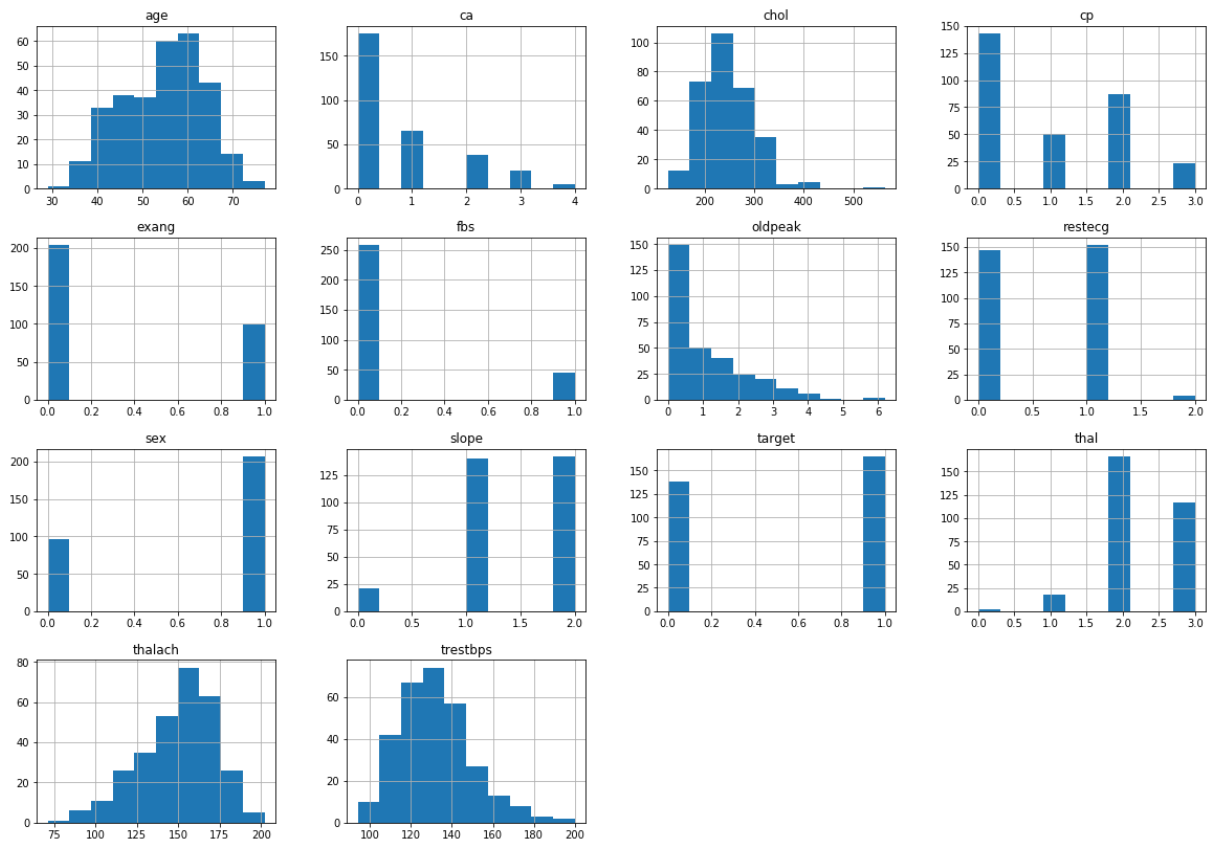 age
60
50
40
30
20
10
0
30 40 50 60 70
ca
150
100
50
0
0 1 2 3 4
chol
100
80
60
40
20
0
200 300 400 500
cp
150
125
100
75
50
25
0
0.0 0.5 1.0 1.5 2.0 2.5 3.0
exang
200
150
100
50
0
0.0 0.2 0.4 0.6 0.8 1.0
fbs
250
200
150
100
50
0
0.0 0.2 0.4 0.6 0.8 1.0
oldpeak
150
125
100
75
50
25
0
0 1 2 3 4 5 6
restecg
150
125
100
75
50
25
0
0.0 0.5 1.0 1.5 2.0
sex
200
150
100
50
0
0.0 0.2 0.4 0.6 0.8 1.0
slope
125
100
75
50
25
0
0.0 0.5 1.0 1.5 2.0
target
150
125
100
75
50
25
0
0.0 0.2 0.4 0.6 0.8 1.0
thal
150
125
100
75
50
25
0
0.0 0.5 1.0 1.5 2.0 2.5 3.0
thalach
80
60
40
20
0
75 100 125 150 175 200
trestbps
60
40
20
0
100 120 140 160 180 200